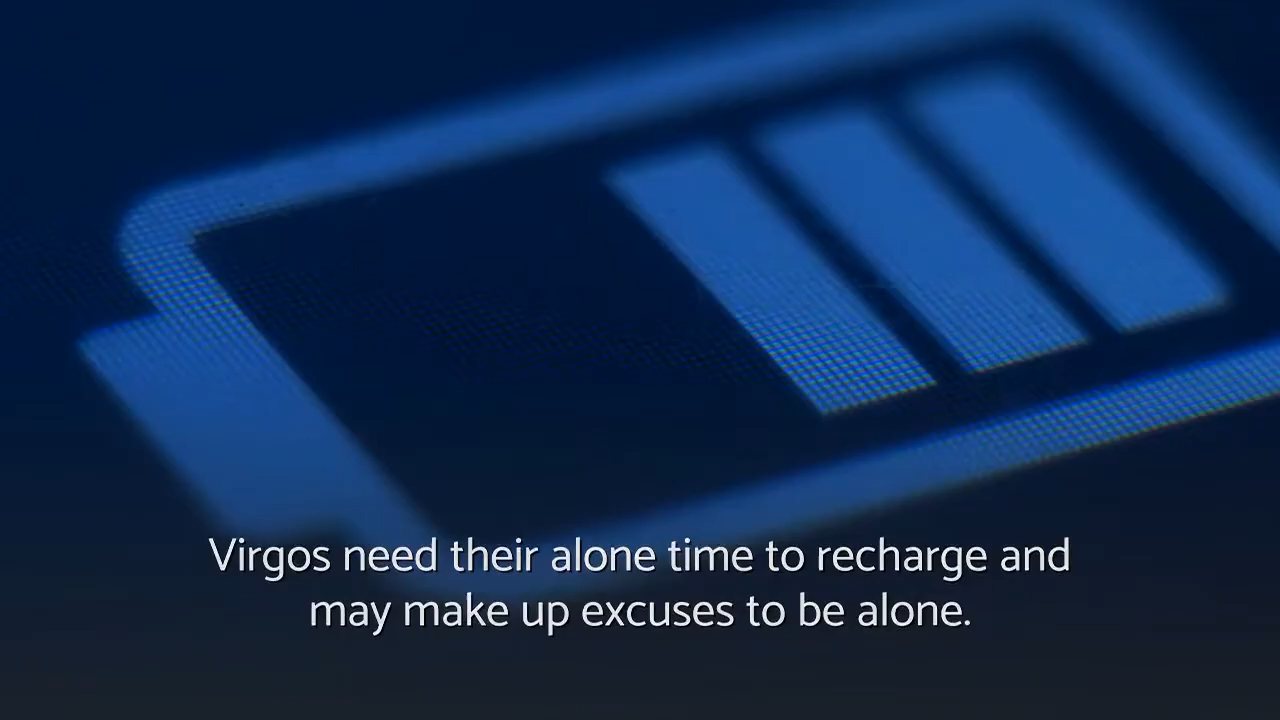 Virgos need their alone time to recharge and
may make up excuses to be alone.